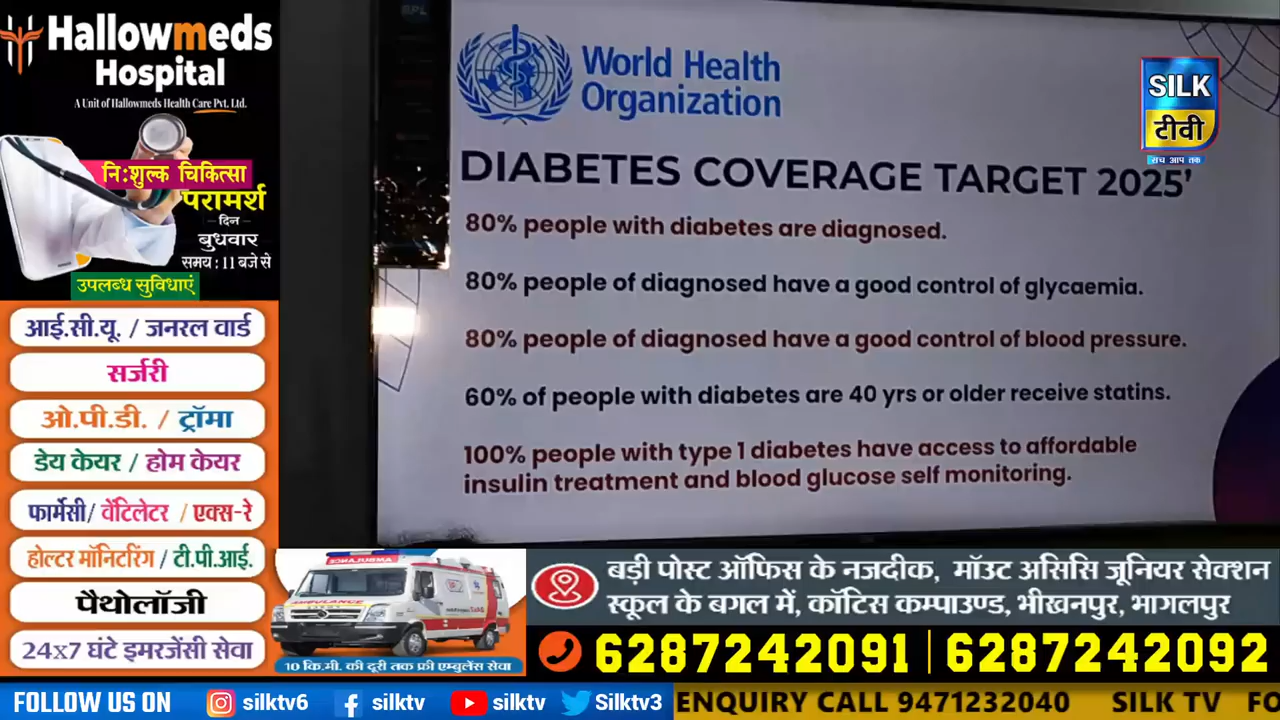 Hallowmeds
Hospital
A Unit of Hallowmeds Health Care Pvt. Ltd.
नि:शुल्क चिकित्सा
परामर्श
दिन
बुधवार
समय : 11 बजे से
उपलब्ध सुविधाएं
आई.सी.यू. / जनरल वार्ड
सर्जरी
ओ.पी.डी. / ट्रॉमा
डेय केयर / होम केयर
फार्मेसी/ वेंटिलेटर / एक्स-रे
होल्टर मॉनिटरिंग / टी.पी.आई.
पैथोलॉजी
24x7 घंटे इमरजेंसी सेवा
BPL
World Health
Organization
DIABETES COVERAGE TARGET 2025'
80% people with diabetes are diagnosed.
80% people of diagnosed have a good control of glycaemia.
80% people of diagnosed have a good control of blood pressure.
60% of people with diabetes are 40 yrs or older receive statins.
100% people with type 1 diabetes have access to affordable
insulin treatment and blood glucose self monitoring.
SILK
टीवी
सच आप तक
AMBULANCE
AMBULANCE
10 कि.मी. की दूरी तक फ्री एम्बुलेंस सेवा
बड़ी पोस्ट ऑफिस के नजदीक, मॉउट असिसि जूनियर सेक्शन
स्कूल के बगल में, कॉटिस कम्पाउण्ड, भीखनपुर, भागलपुर
6287242091 | 6287242092
FOLLOW US ON silktv6 silktv silktv Silktv3 ENQUIRY CALL 9471232040 SILK TV FO